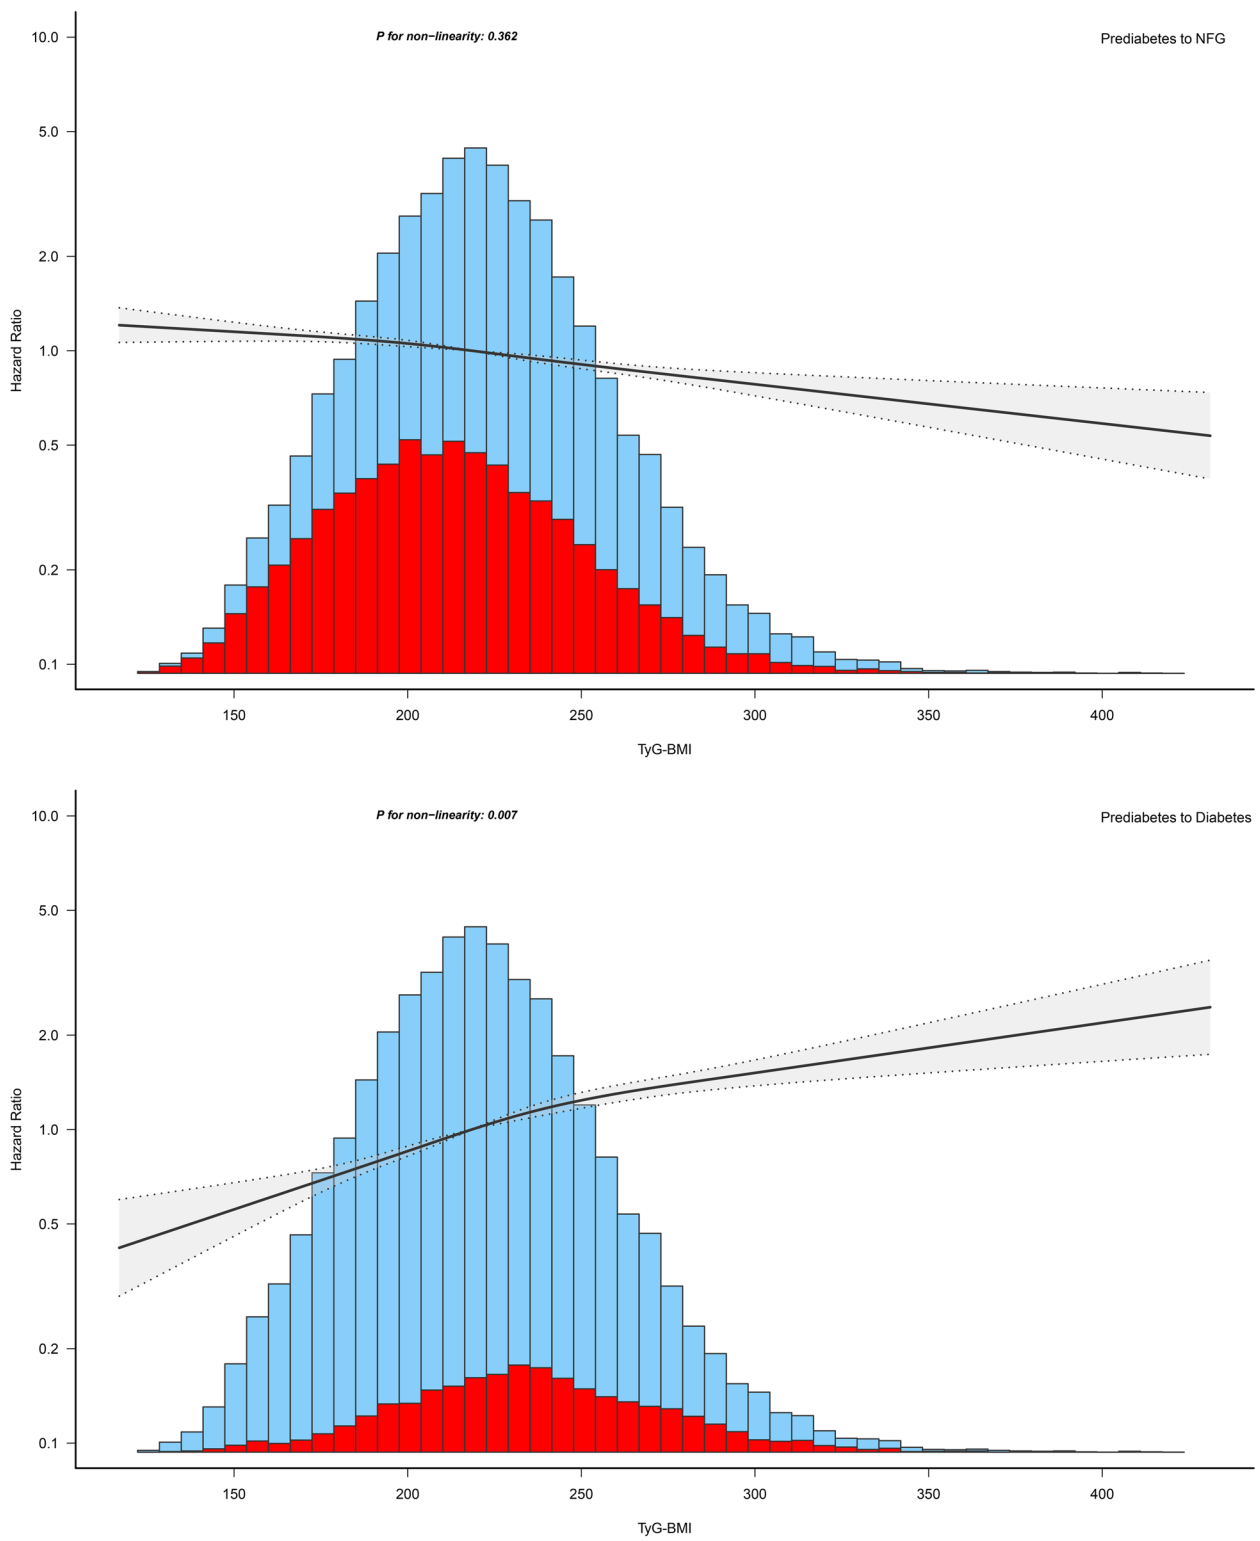 P for non−linearity: 0.362
Prediabetes to NFG
10.0
5.0
2.0
1.0
0.5
0.2
0.1
Hazard Ratio
150 200 250 300 350 400
TyG-BMI
P for non−linearity: 0.007
Prediabetes to Diabetes
10.0
5.0
2.0
1.0
0.5
0.2
0.1
Hazard Ratio
150 200 250 300 350 400
TyG-BMI